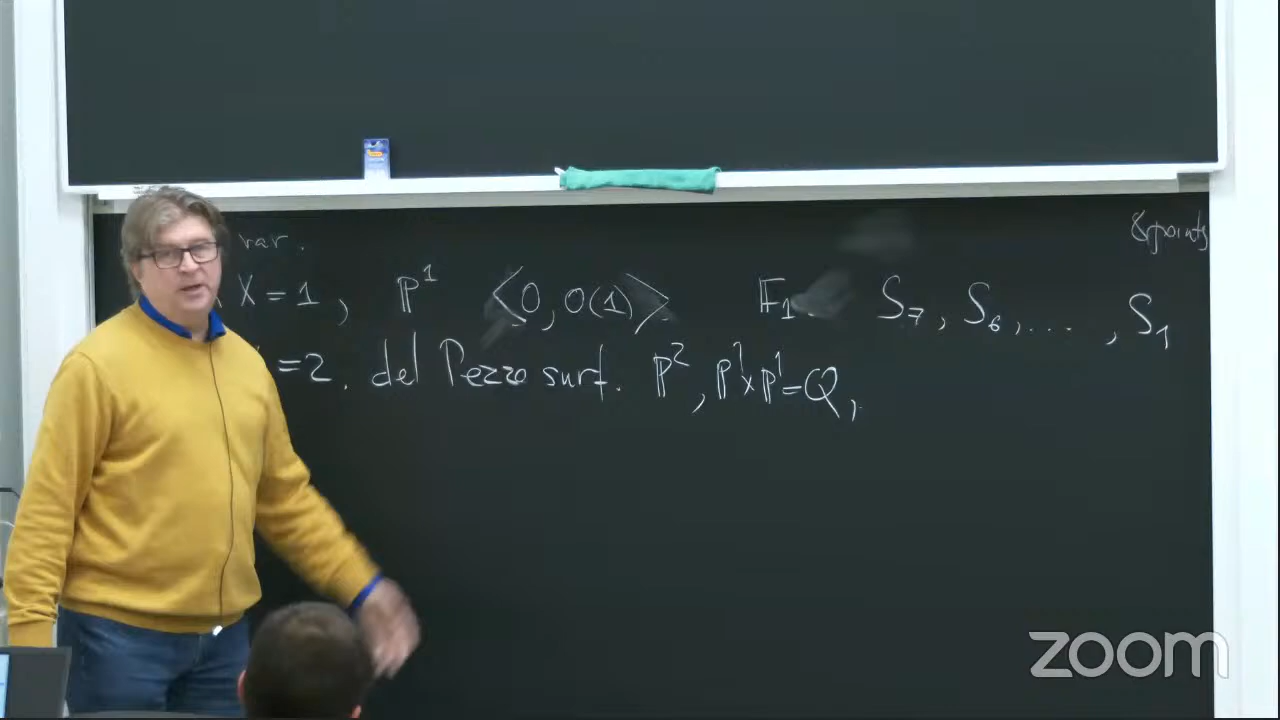 var.
8 points
X = 1, ℙ¹ ⟨O, O(1)⟩ 𝔽₁ S₇, S₆, ..., S₁
= 2. del Pezzo surf. ℙ², ℙ¹×ℙ¹=Q,
zoom